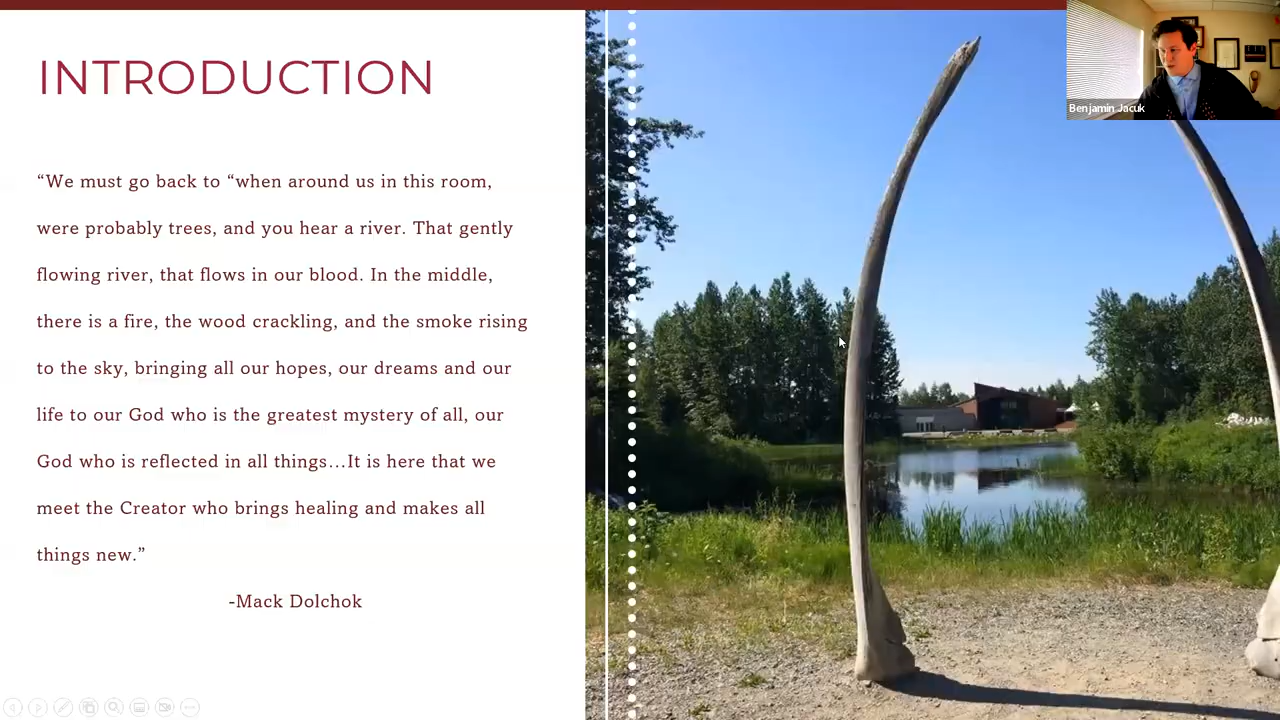 INTRODUCTION
“We must go back to “when around us in this room,
were probably trees, and you hear a river. That gently
flowing river, that flows in our blood. In the middle,
there is a fire, the wood crackling, and the smoke rising
to the sky, bringing all our hopes, our dreams and our
life to our God who is the greatest mystery of all, our
God who is reflected in all things…It is here that we
meet the Creator who brings healing and makes all
things new.”
-Mack Dolchok
Benjamin Jacuk